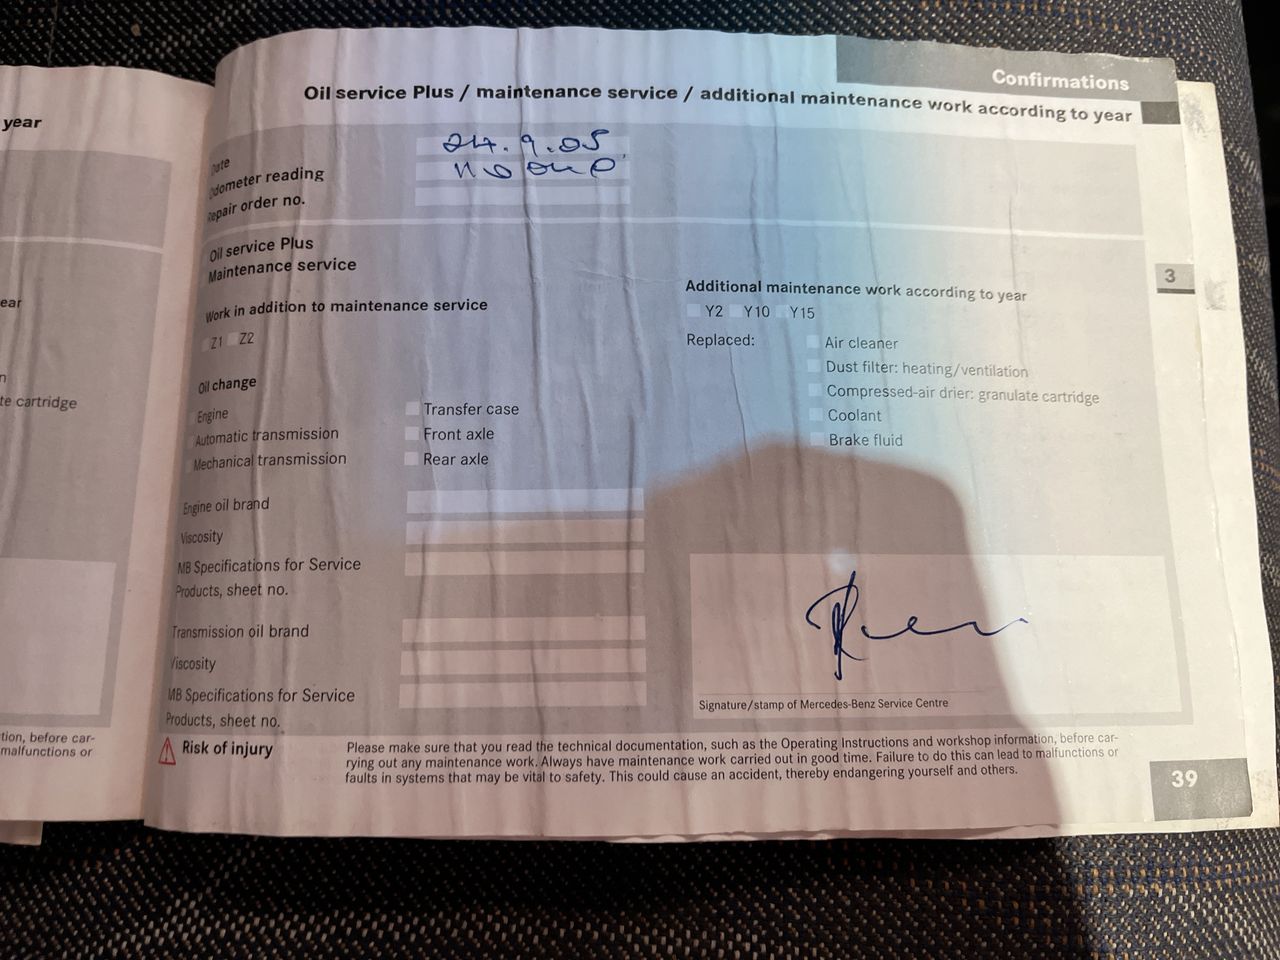 year
ear
n
te cartridge
tion, before car-
malfunctions or
Confirmations
Oil service Plus / maintenance service / additional maintenance work according to year
Date
Odometer reading
Repair order no.
24.9.05
Oil service Plus
Maintenance service
Work in addition to maintenance service
Z1 Z2
Oil change
Engine
Automatic transmission
Mechanical transmission
Transfer case
Front axle
Rear axle
Engine oil brand
Viscosity
MB Specifications for Service
Products, sheet no.
Transmission oil brand
Viscosity
MB Specifications for Service
Products, sheet no.
Additional maintenance work according to year
Y2 Y10 Y15
Replaced:
Air cleaner
Dust filter: heating/ventilation
Compressed-air drier: granulate cartridge
Coolant
Brake fluid
3
Signature/stamp of Mercedes-Benz Service Centre
Risk of injury
Please make sure that you read the technical documentation, such as the Operating Instructions and workshop information, before car-
rying out any maintenance work. Always have maintenance work carried out in good time. Failure to do this can lead to malfunctions or
faults in systems that may be vital to safety. This could cause an accident, thereby endangering yourself and others.
39